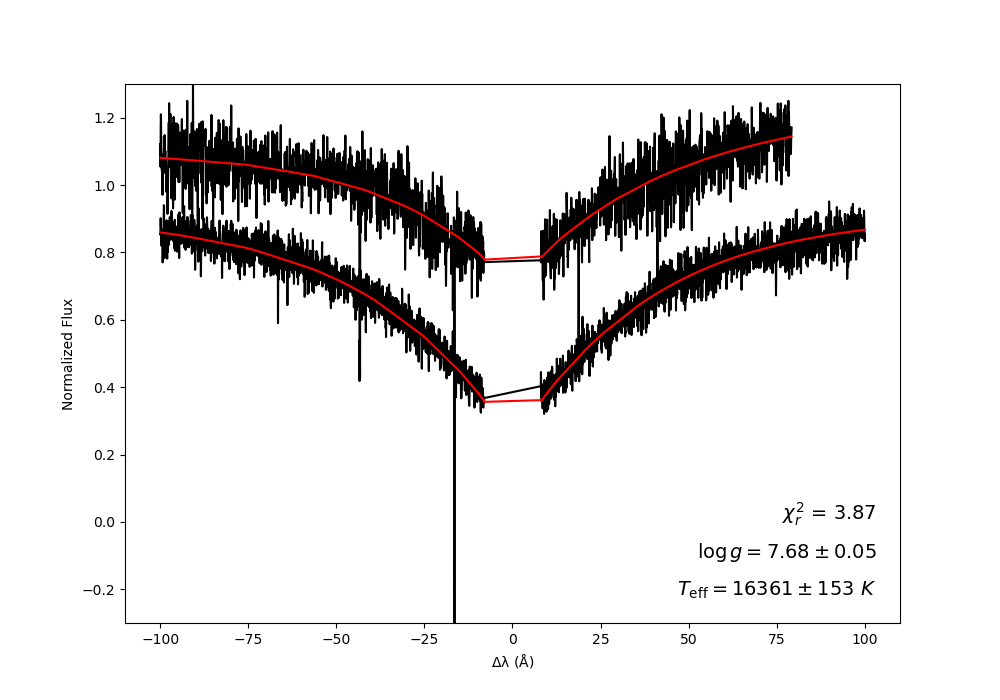 1.2
1.0
0.8
0.6
0.4
0.2
0.0
−0.2
Normalized Flux
χ²ᵣ = 3.87
log g = 7.68 ± 0.05
T_eff = 16361 ± 153 K
−100 −75 −50 −25 0 25 50 75 100
Δλ (Å)